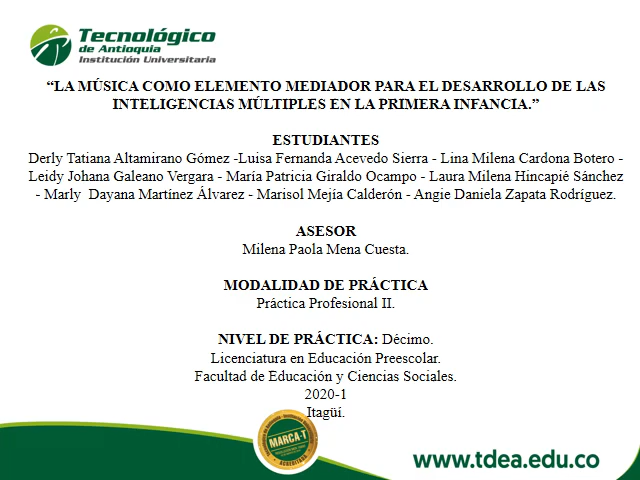 Tecnológico
de Antioquia
Institución Universitaria
“LA MÚSICA COMO ELEMENTO MEDIADOR PARA EL DESARROLLO DE LAS
INTELIGENCIAS MÚLTIPLES EN LA PRIMERA INFANCIA.”
ESTUDIANTES
Derly Tatiana Altamirano Gómez -Luisa Fernanda Acevedo Sierra - Lina Milena Cardona Botero -
Leidy Johana Galeano Vergara - María Patricia Giraldo Ocampo - Laura Milena Hincapié Sánchez
- Marly Dayana Martínez Álvarez - Marisol Mejía Calderón - Angie Daniela Zapata Rodríguez.
ASESOR
Milena Paola Mena Cuesta.
MODALIDAD DE PRÁCTICA
Práctica Profesional II.
NIVEL DE PRÁCTICA: Décimo.
Licenciatura en Educación Preescolar.
Facultad de Educación y Ciencias Sociales.
2020-1
Itagüí.
MARCA-T
ACREDITADA
www.tdea.edu.co